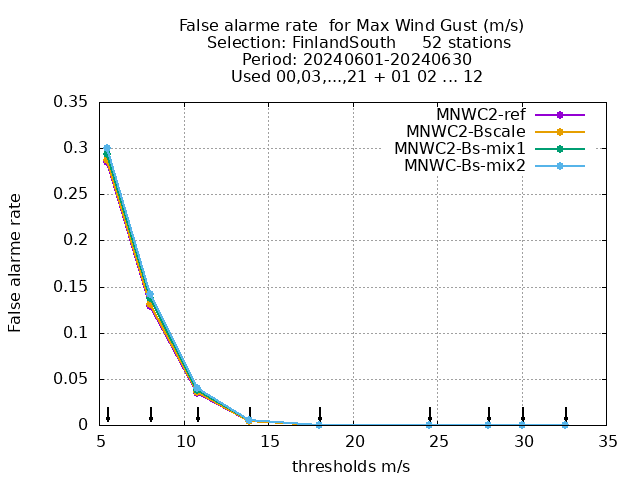 False alarme rate  for Max Wind Gust (m/s)
Selection: FinlandSouth     52 stations
Period: 20240601-20240630
Used 00,03,...,21 + 01 02 ... 12
MNWC2-ref
MNWC2-Bscale
MNWC2-Bs-mix1
MNWC-Bs-mix2
False alarme rate
0.35
0.3
0.25
0.2
0.15
0.1
0.05
0
5 10 15 20 25 30 35
thresholds m/s